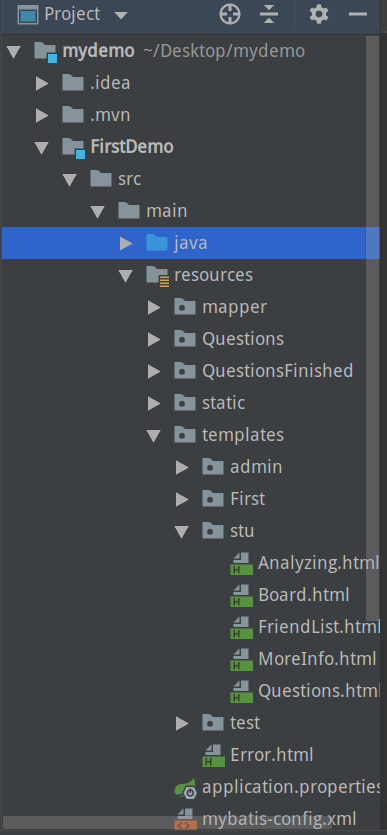 Project
mydemo ~/Desktop/mydemo
.idea
.mvn
FirstDemo
src
main
java
resources
mapper
Questions
QuestionsFinished
static
templates
admin
First
stu
H Analyzing.html
H Board.html
H FriendList.html
H MoreInfo.html
H Questions.html
test
H Error.html
application.properties
<> mybatis-config.xml